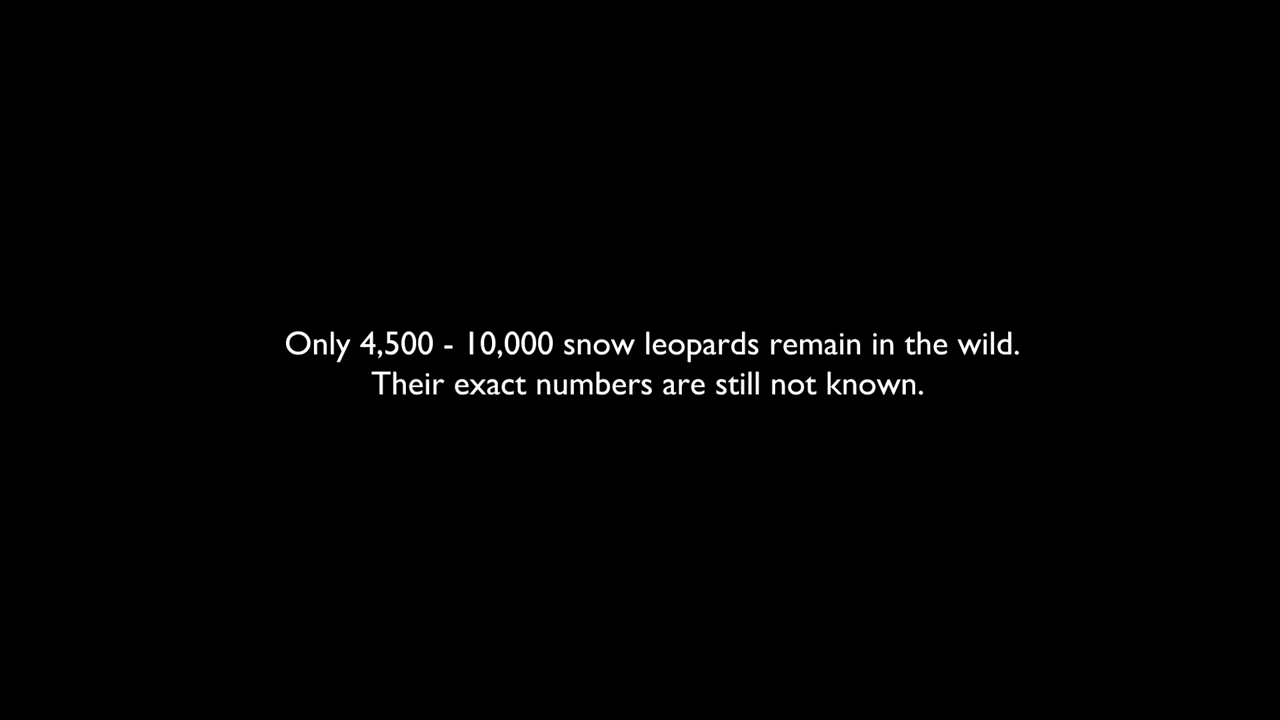 Only 4,500 - 10,000 snow leopards remain in the wild.
Their exact numbers are still not known.